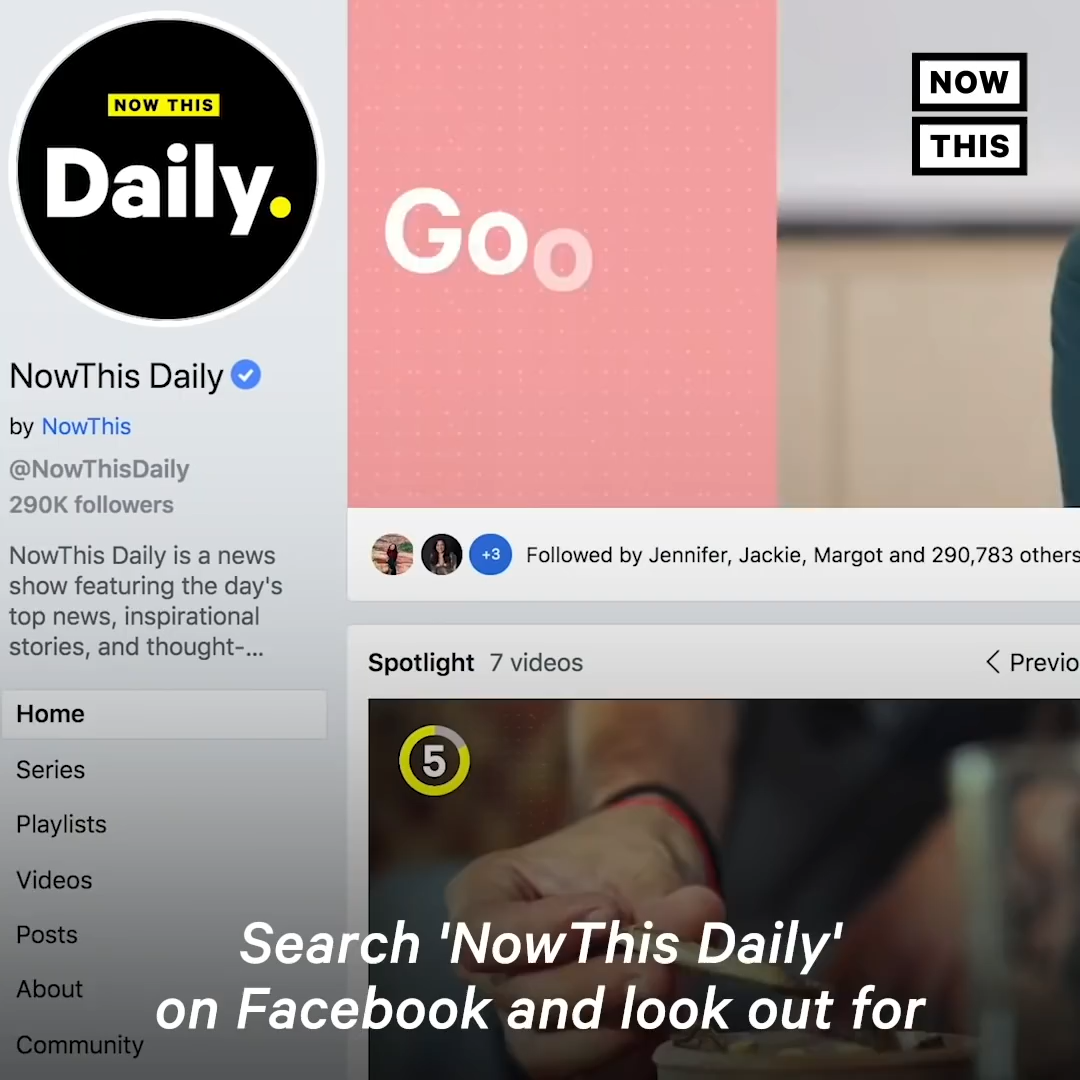 NOW THIS
Daily.
Goo
NOW
THIS
NowThis Daily
by NowThis
@NowThisDaily
290K followers
NowThis Daily is a news
show featuring the day's
top news, inspirational
stories, and thought-...
Followed by Jennifer, Jackie, Margot and 290,783 others
+3
Spotlight 7 videos
Previo
5
Home
Series
Playlists
Videos
Posts
About
Community
Search 'NowThis Daily'
on Facebook and look out for